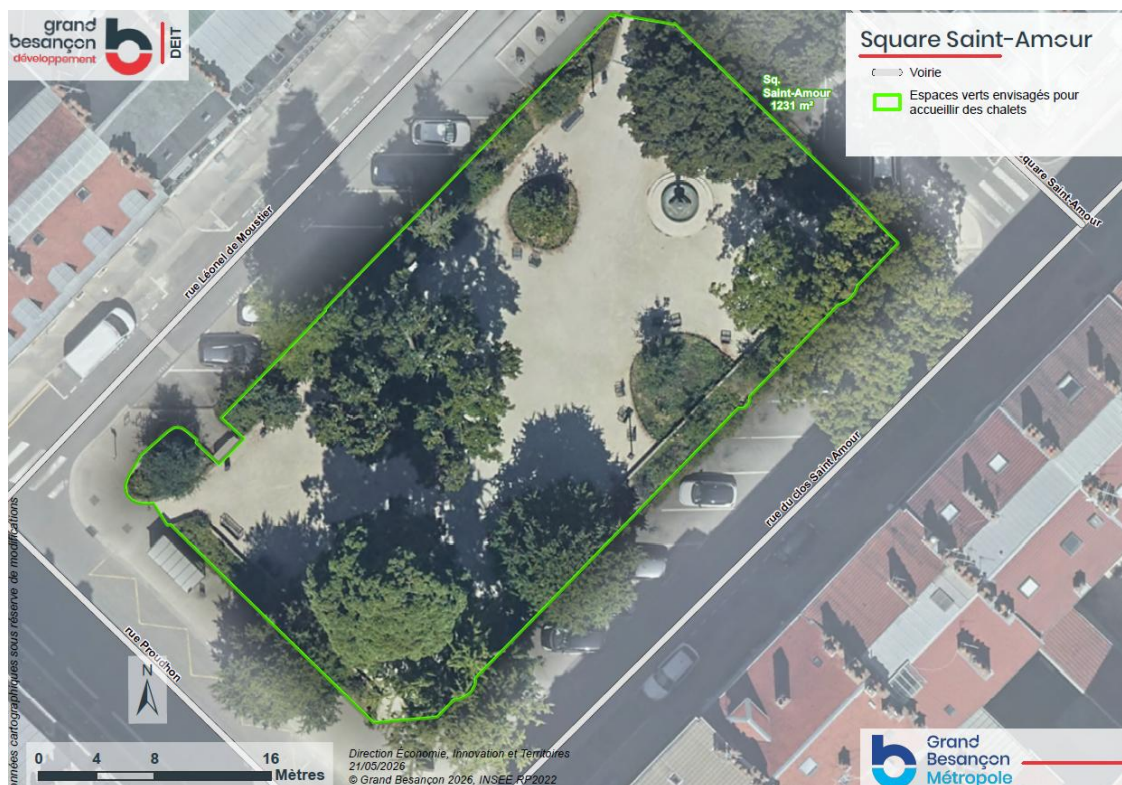 grand
besançon
développement
DEIT
Square Saint-Amour
Voirie
Espaces verts envisagés pour
accueillir des chalets
Sq.
Saint-Amour
1231 m²
Square Saint-Amour
rue Léonel de Moustier
rue du clos Saint Amour
rue Proudhon
onnées cartographiques sous réserve de modifications
N
0 4 8 16
Mètres
Direction Économie, Innovation et Territoires
21/05/2026
© Grand Besançon 2026, INSEE RP2022
Grand
Besançon
Métropole